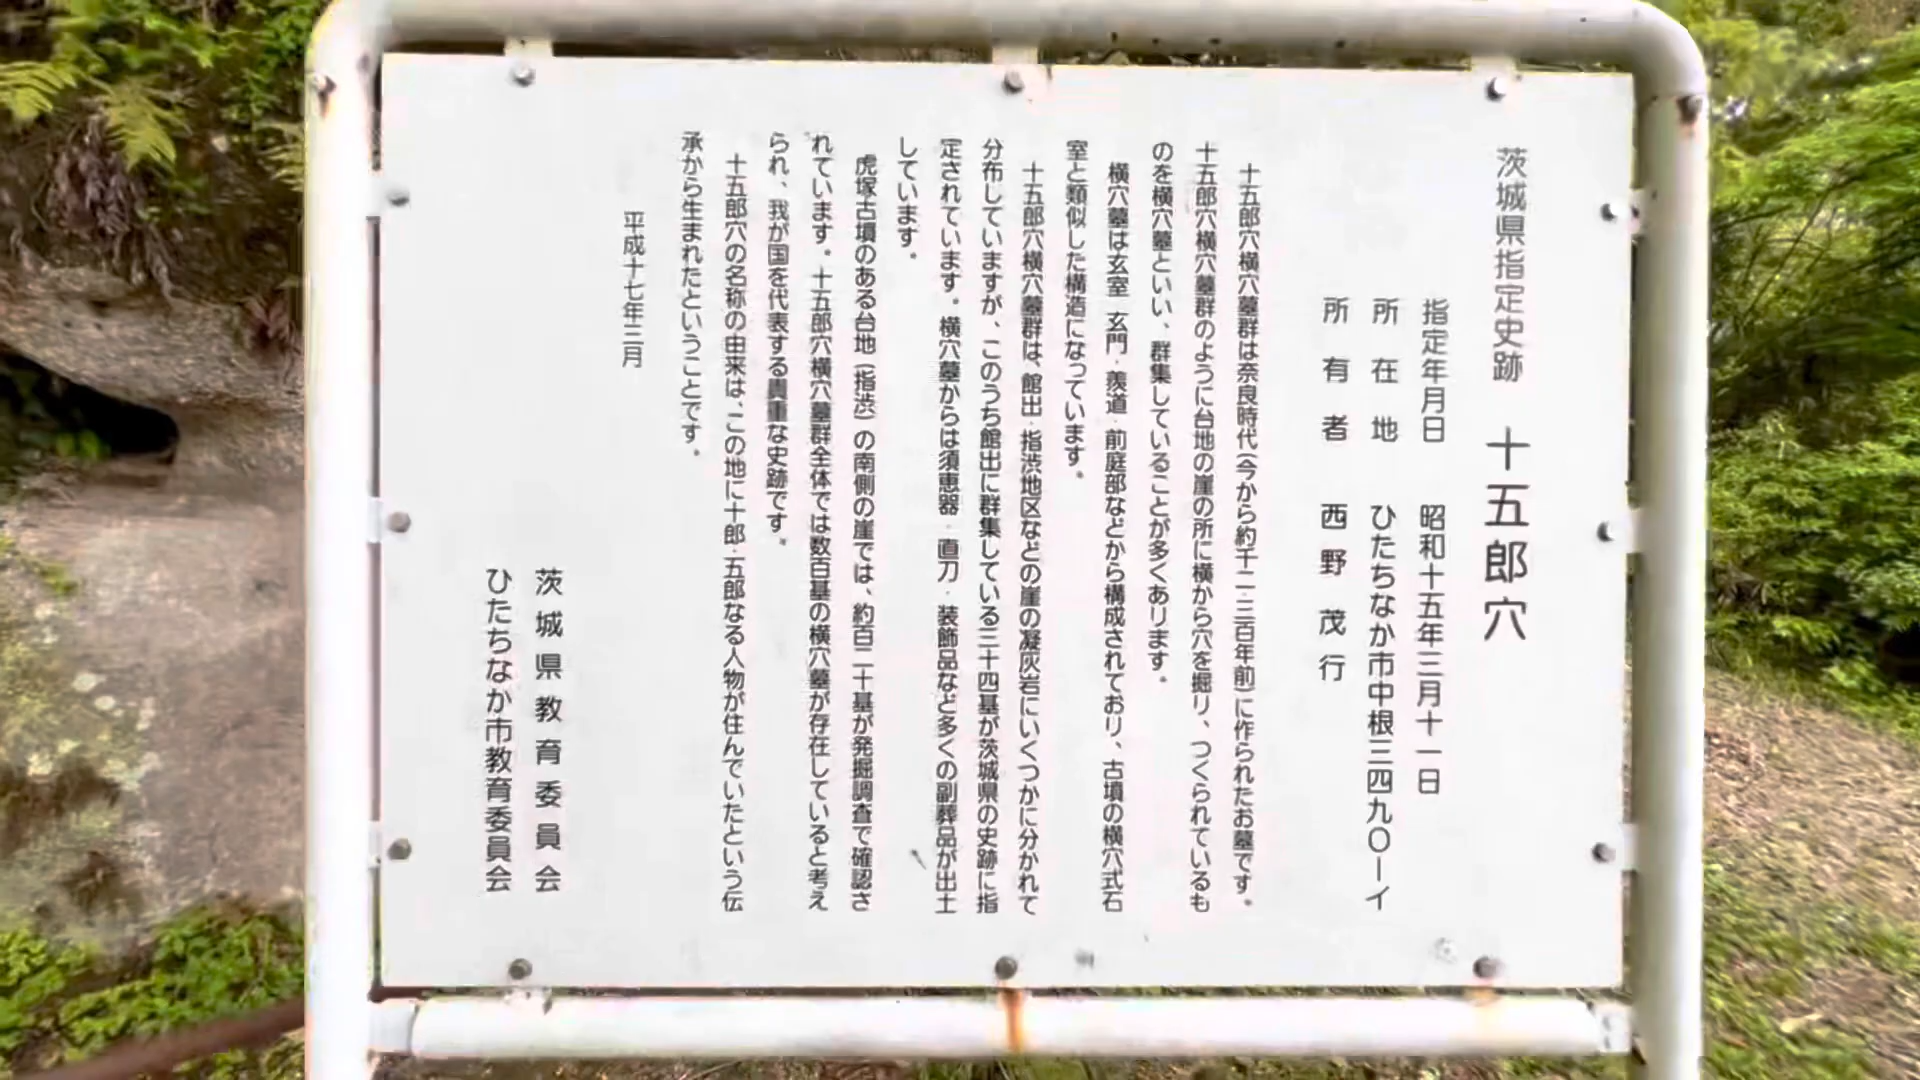 茨城県指定史跡　十五郎穴
指定年月日　昭和十五年三月十一日
所在地　ひたちなか市中根三四九〇ーイ
所有者　西野茂行
十五郎穴横穴墓群は奈良時代（今から約千二・三百年前）に作られたお墓です。
十五郎穴横穴墓群のように台地の崖の所に横から穴を掘り、つくられているも
のを横穴墓といい、群集していることが多くあります。
横穴墓は玄室・玄門・羨道・前庭部などから構成されており、古墳の横穴式石
室と類似した構造になっています。
十五郎穴横穴墓群は、館出・指渋地区などの崖の凝灰岩にいくつかに分かれて
分布していますが、このうち館出に群集している三十四基が茨城県の史跡に指
定されています。横穴墓からは須恵器・直刀・装飾品など多くの副葬品が出土
しています。
虎塚古墳のある台地（指渋）の南側の崖では、約百二十基が発掘調査で確認さ
れています。十五郎穴横穴墓群全体では数百基の横穴墓が存在していると考え
られ、我が国を代表する貴重な史跡です。
十五郎穴の名称の由来は、この地に十郎・五郎なる人物が住んでいたという伝
承から生まれたということです。
平成十七年三月
茨城県教育委員会
ひたちなか市教育委員会